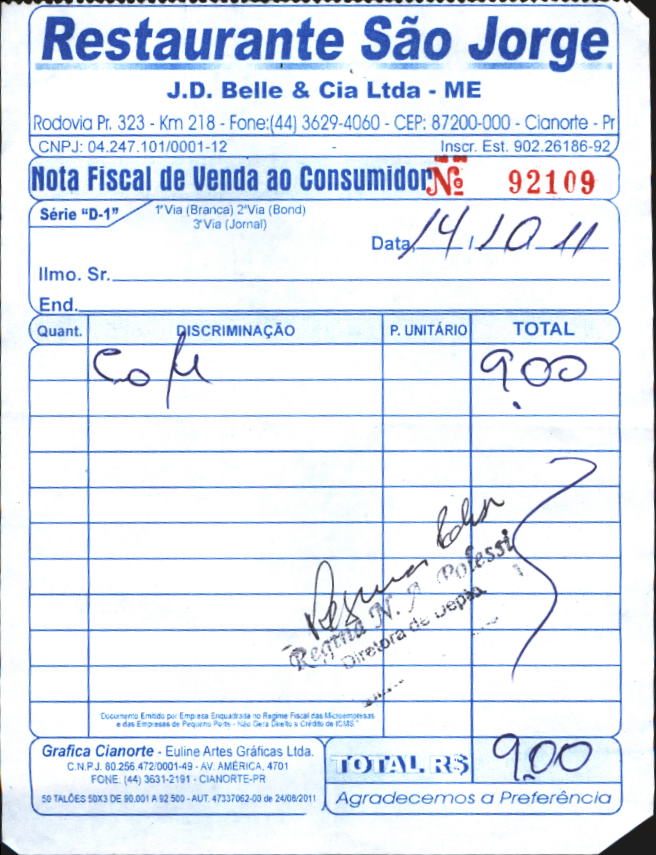 Restaurante São Jorge
J.D. Belle & Cia Ltda - ME
Rodovia Pr. 323 - Km 218 - Fone:(44) 3629-4060 - CEP: 87200-000 - Cianorte - Pr
CNPJ: 04.247.101/0001-12 - Inscr. Est. 902.26186-92
Nota Fiscal de Venda ao Consumidor Nº 92109
Série "D-1" 1ª Via (Branca) 2ª Via (Bond)
3ª Via (Jornal)
Data 14 / 10 11
Ilmo. Sr.
End.
Quant. DISCRIMINAÇÃO P. UNITÁRIO TOTAL
Café 9,00
Regina N.
Diretora de Deptº
"Documento Emitido por Empresa Enquadrada no Regime Fiscal das Microempresas
e das Empresas de Pequeno Porte - Não Gera Direito a Crédito de ICMS"
Grafica Cianorte - Euline Artes Gráficas Ltda.
C.N.P.J. 80.256.472/0001-49 - AV. AMÉRICA, 4701
FONE. (44) 3631-2191 - CIANORTE-PR
50 TALÕES 50X3 DE 90.001 A 92 500 - AUT. 47337062-00 de 24/08/2011
TOTAL R$ 9,00
Agradecemos a Preferência